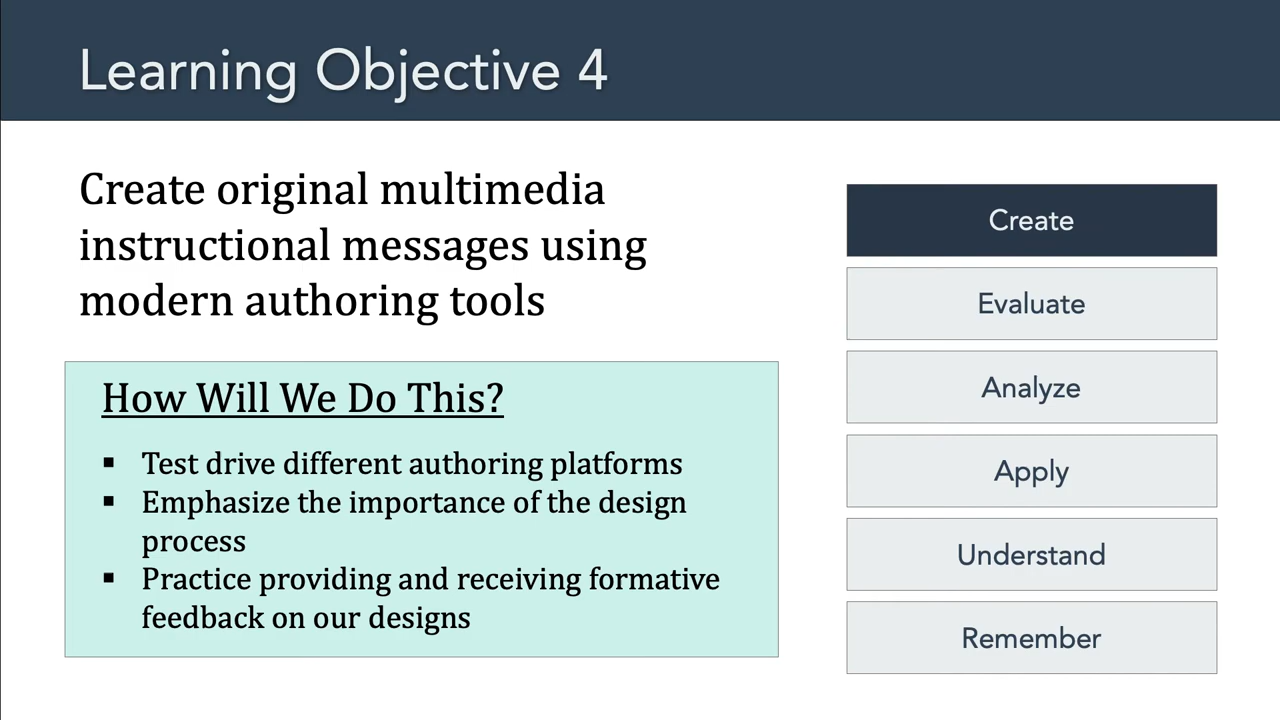 Learning Objective 4
Create original multimedia
instructional messages using
modern authoring tools
How Will We Do This?
▪ Test drive different authoring platforms
▪ Emphasize the importance of the design
process
▪ Practice providing and receiving formative
feedback on our designs
Create
Evaluate
Analyze
Apply
Understand
Remember